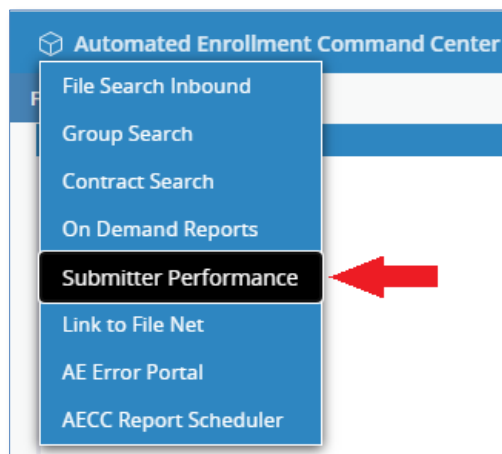 Automated Enrollment Command Center
F
File Search Inbound
Group Search
Contract Search
On Demand Reports
Submitter Performance
Link to File Net
AE Error Portal
AECC Report Scheduler